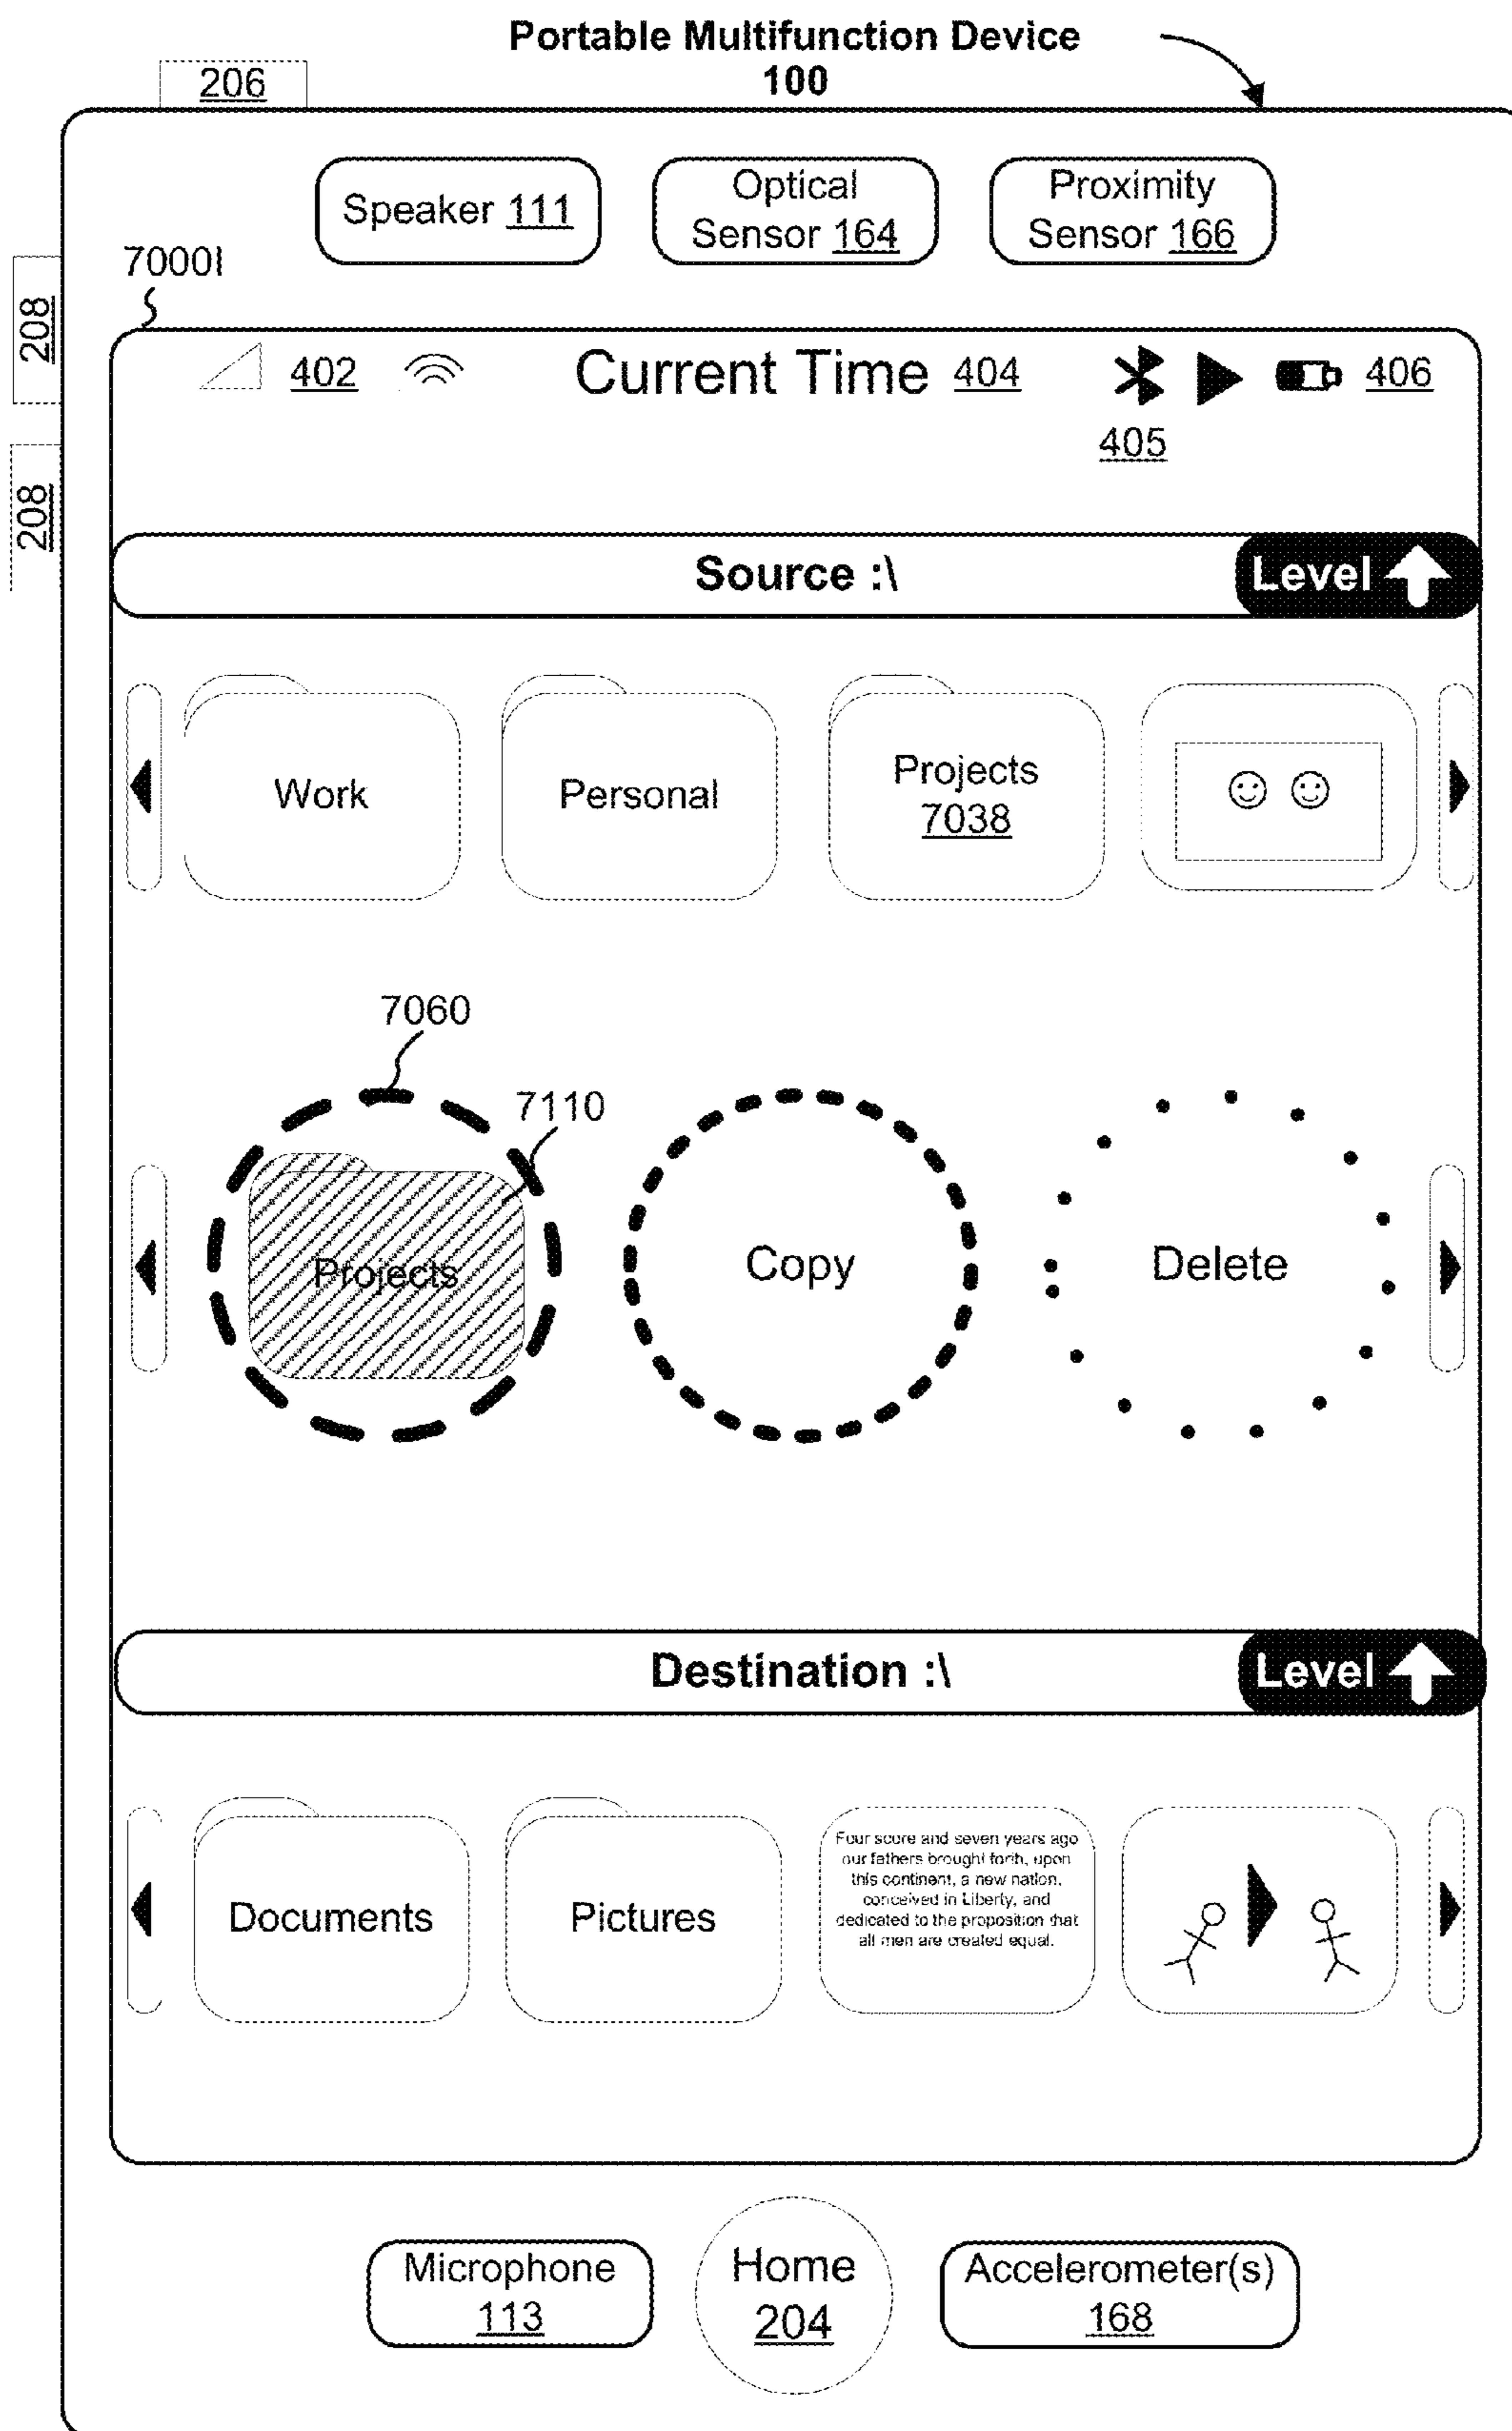 Portable Multifunction Device
100
206
Speaker 111
Optical
Sensor 164
Proximity
Sensor 166
7000I
208
208
402
Current Time 404
406
405
Source :\
Level
Work
Personal
Projects
7038
7060
7110
Projects
Copy
Delete
Destination :\
Level
Documents
Pictures
Four score and seven years ago
our fathers brought forth, upon
this continent, a new nation,
conceived in Liberty, and
dedicated to the proposition that
all men are created equal.
Microphone
113
Home
204
Accelerometer(s)
168